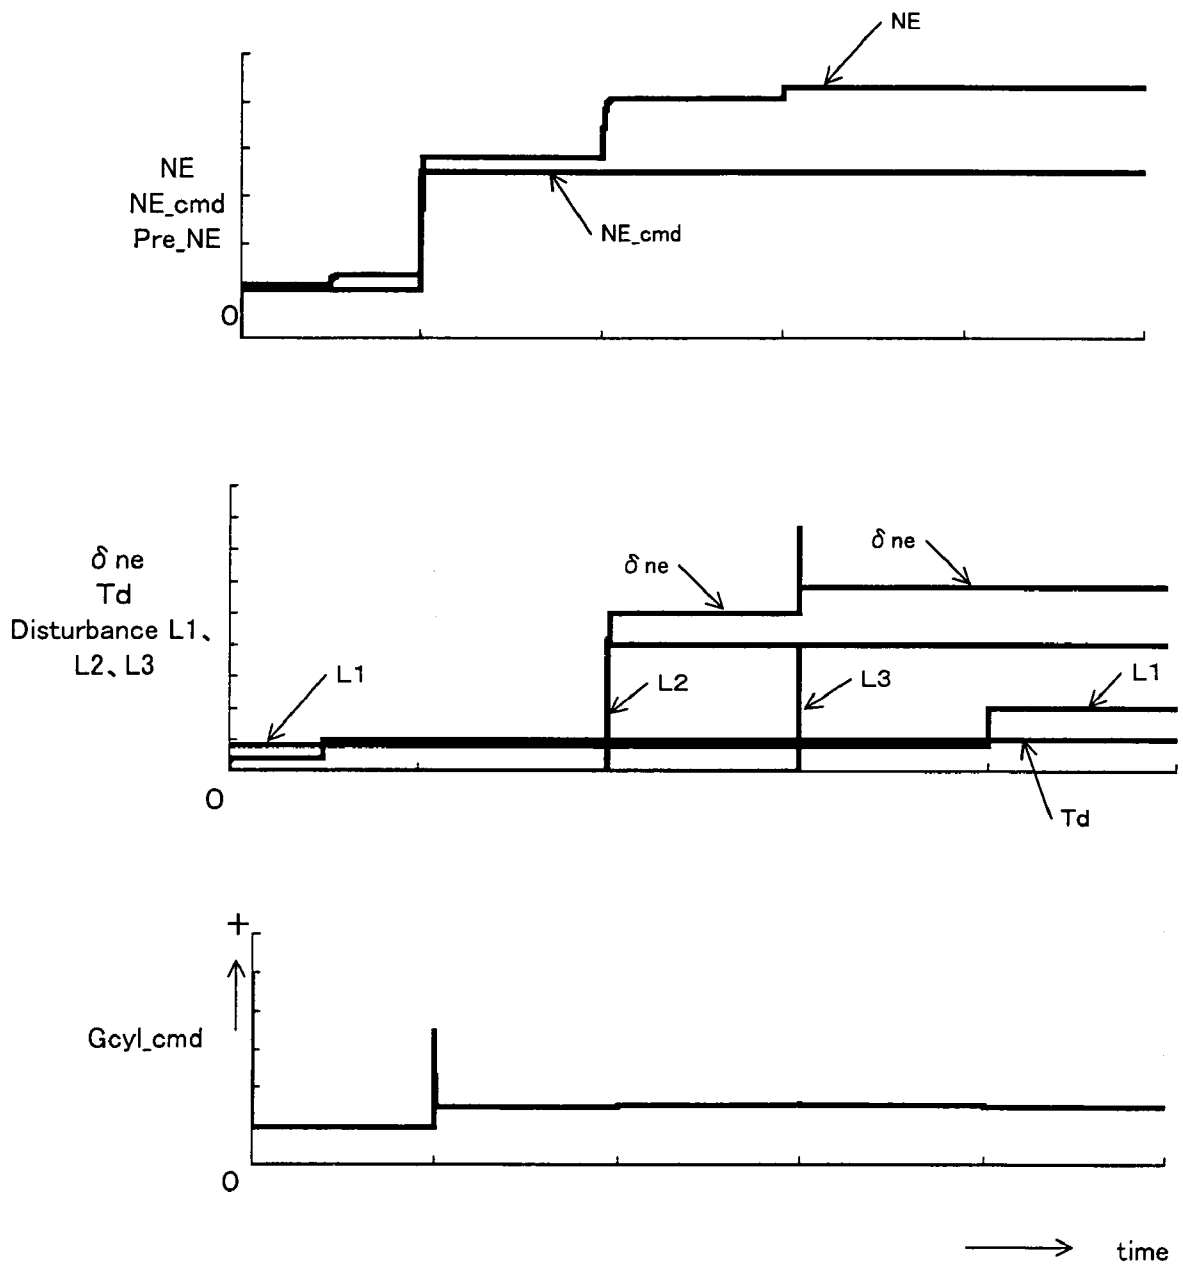 NE
NE
NE_cmd
Pre_NE
NE_cmd
0
δ ne
Td
Disturbance L1、
L2、L3
δ ne
δ ne
L1
L2
L3
L1
0
Td
+
Gcyl_cmd
0
time